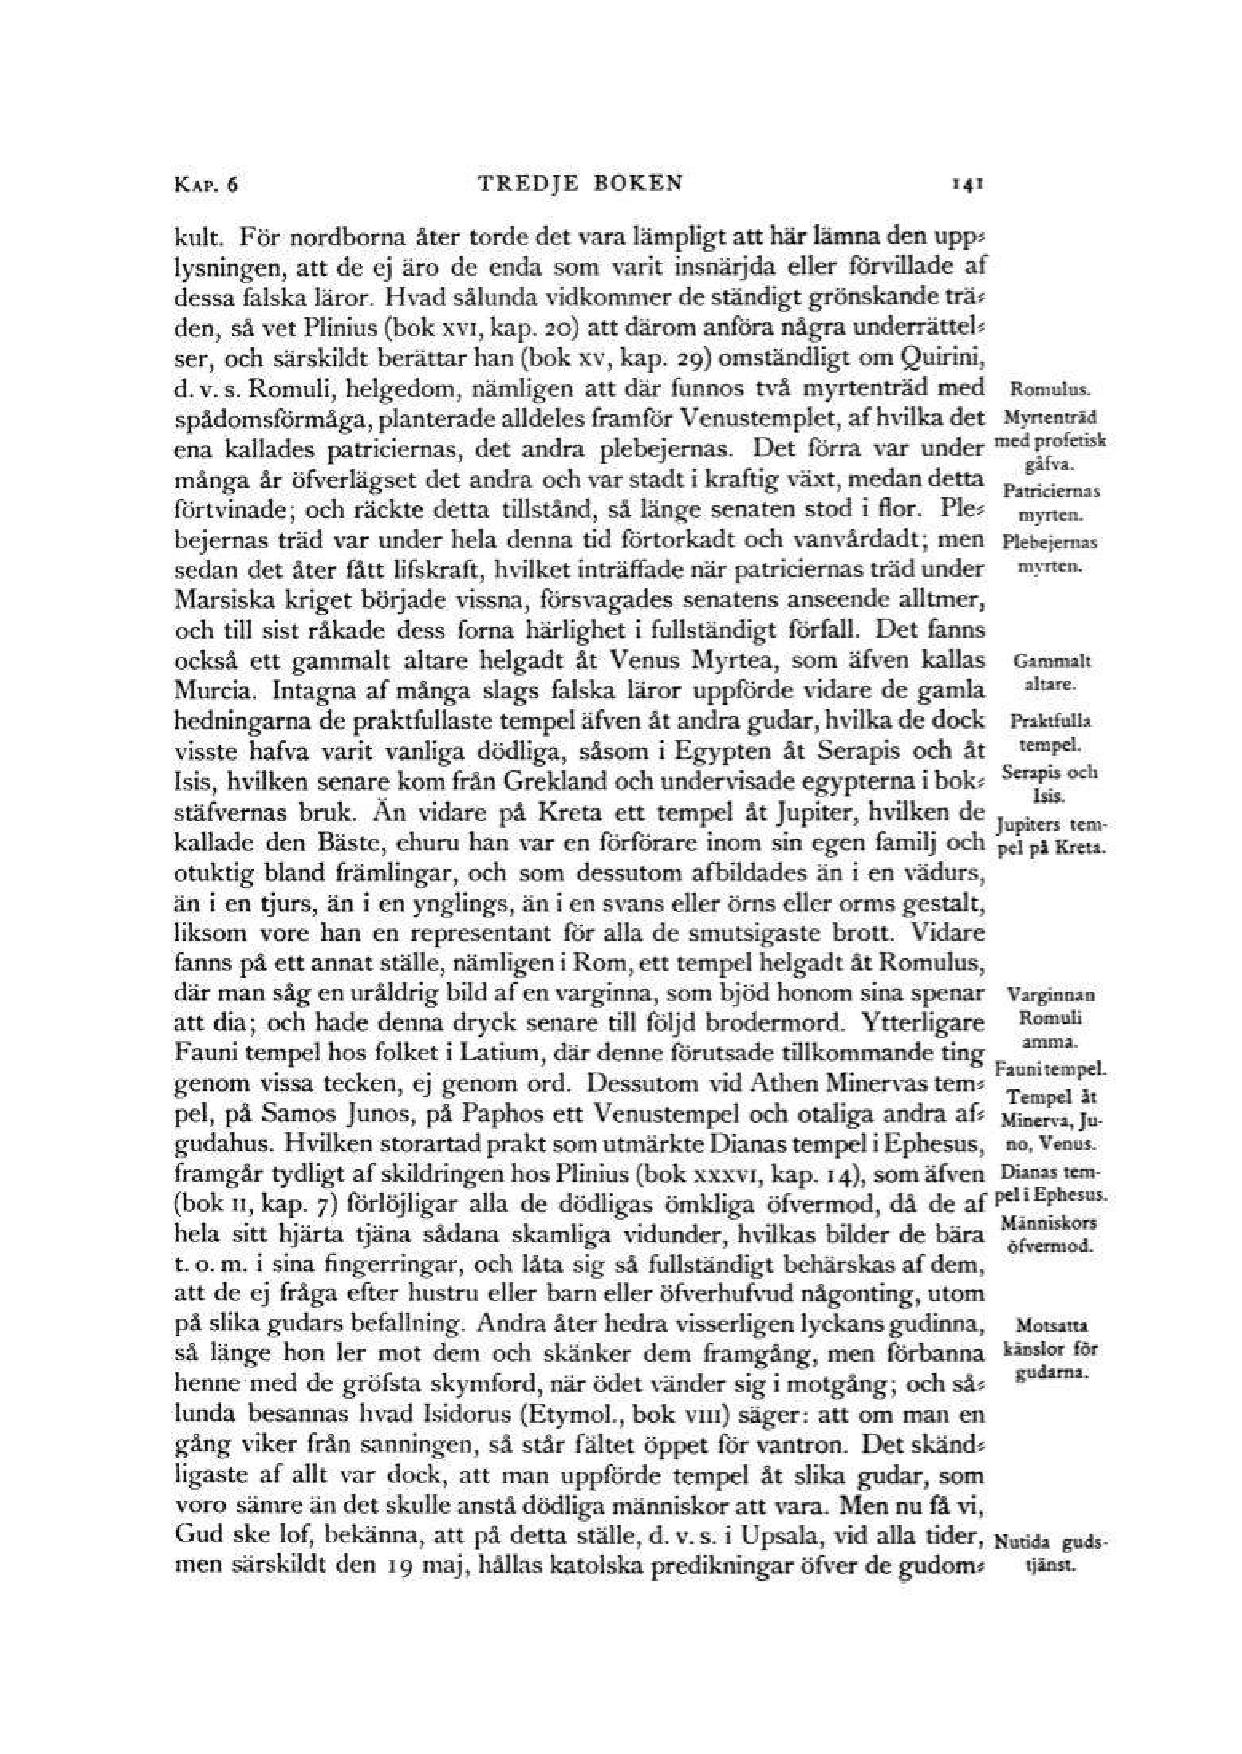 KAP. 6 TREDJE BOKEN 141
kult. För nordborna åter torde det vara lämpligt att här lämna den upp-
lysningen, att de ej äro de enda som varit insnärjda eller förvillade af
dessa falska läror. Hvad sålunda vidkommer de ständigt grönskande trä-
den, så vet Plinius (bok XVI, kap. 20) att därom anföra några underrättel-
ser, och särskildt berättar han (bok XV, kap. 29) omständligt om Quirini,
d. v. s. Romuli, helgedom, nämligen att där funnos två myrtenträd med
spådomsförmåga, planterade alldeles framför Venustemplet, af hvilka det
ena kallades patriciernas, det andra plebejernas. Det förra var under
många år öfverlägset det andra och var stadt i kraftig växt, medan detta
förtvinade; och räckte detta tillstånd, så länge senaten stod i flor. Ple-
bejernas träd var under hela denna tid förtorkadt och vanvårdadt; men
sedan det åter fått lifskraft, hvilket inträffade när patriciernas träd under
Marsiska kriget började vissna, försvagades senatens anseende alltmer,
och till sist råkade dess forna härlighet i fullständigt förfall. Det fanns
också ett gammalt altare helgadt åt Venus Myrtea, som äfven kallas
Murcia. Intagna af många slags falska läror uppförde vidare de gamla
hedningarna de praktfullaste tempel äfven åt andra gudar, hvilka de dock
visste hafva varit vanliga dödliga, såsom i Egypten åt Serapis och åt
Isis, hvilken senare kom från Grekland och undervisade egypterna i bok-
stäfvernas bruk. Än vidare på Kreta ett tempel åt Jupiter, hvilken de
kallade den Bäste, ehuru han var en förförare inom sin egen familj och
otuktig bland främlingar, och som dessutom afbildades än i en vädurs,
än i en tjurs, än i en ynglings, än i en svans eller örns eller orms gestalt,
liksom vore han en representant för alla de smutsigaste brott. Vidare
fanns på ett annat ställe, nämligen i Rom, ett tempel helgadt åt Romulus,
där man såg en uråldrig bild af en varginna, som bjöd honom sina spenar
att dia; och hade denna dryck senare till följd brodermord. Ytterligare
Fauni tempel hos folket i Latium, där denne förutsade tillkommande ting
genom vissa tecken, ej genom ord. Dessutom vid Athen Minervas tem-
pel, på Samos Junos, på Paphos ett Venustempel och otaliga andra af-
gudahus. Hvilken storartad prakt som utmärkte Dianas tempel i Ephesus,
framgår tydligt af skildringen hos Plinius (bok XXXVI, kap. 14), som äfven
(bok II, kap. 7) förlöjligar alla de dödligas ömkliga öfvermod, då de af
hela sitt hjärta tjäna sådana skamliga vidunder, hvilkas bilder de bära
t. o. m. i sina fingerringar, och låta sig så fullständigt behärskas af dem,
att de ej fråga efter hustru eller barn eller öfverhufvud någonting, utom
på slika gudars befallning. Andra åter hedra visserligen lyckans gudinna,
så länge hon ler mot dem och skänker dem framgång, men förbanna
henne med de gröfsta skymford, när ödet vänder sig i motgång; och så-
lunda besannas hvad Isidorus (Etymol., bok VIII) säger: att om man en
gång viker från sanningen, så står fältet öppet för vantron. Det skänd-
ligaste af allt var dock, att man uppförde tempel åt slika gudar, som
voro sämre än det skulle anstå dödliga människor att vara. Men nu få vi,
Gud ske lof, bekänna, att på detta ställe, d. v. s. i Upsala, vid alla tider,
men särskildt den 19 maj, hållas katolska predikningar öfver de gudom-
Romulus.
Myrtenträd
med profetisk
gåfva.
Patriciernas
myrten.
Plebejernas
myrten.
Gammalt
altare.
Praktfulla
tempel.
Serapis och
Isis.
Jupiters tem-
pel på Kreta.
Varginnan
Romuli
amma.
Fauni tempel.
Tempel åt
Minerva, Ju-
no, Venus.
Dianas tem-
pel i Ephesus.
Människors
öfvermod.
Motsatta
känslor för
gudarna.
Nutida guds-
tjänst.